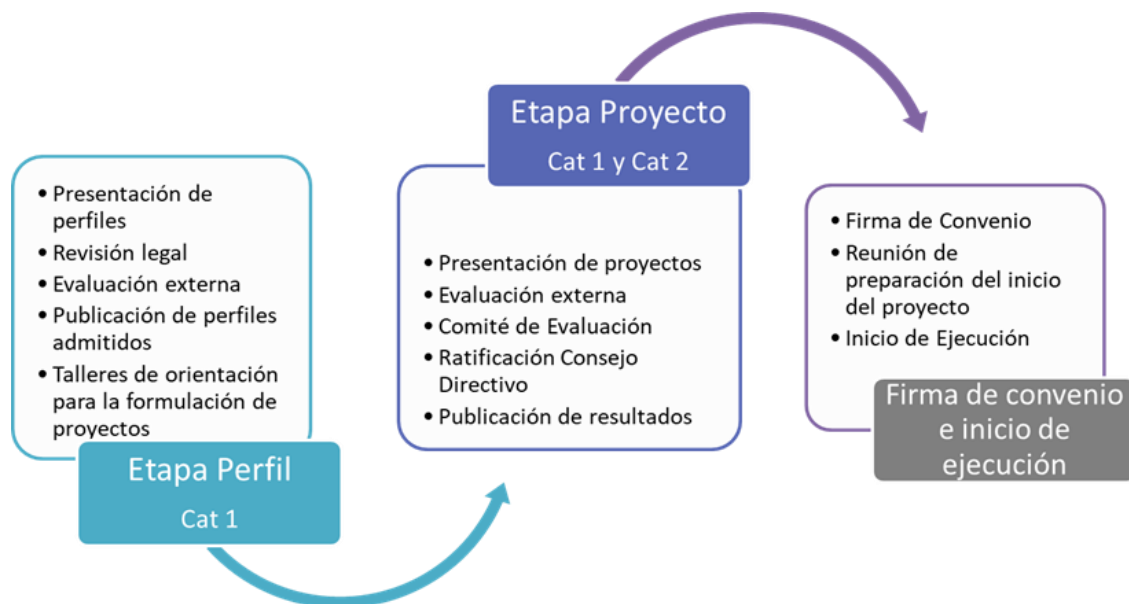 • Presentación de
perfiles
• Revisión legal
• Evaluación externa
• Publicación de perfiles
admitidos
• Talleres de orientación
para la formulación de
proyectos
Etapa Perfil
Cat 1
Etapa Proyecto
Cat 1 y Cat 2
• Presentación de proyectos
• Evaluación externa
• Comité de Evaluación
• Ratificación Consejo
Directivo
• Publicación de resultados
• Firma de Convenio
• Reunión de
preparación del inicio
del proyecto
• Inicio de Ejecución
Firma de convenio
e inicio de
ejecución